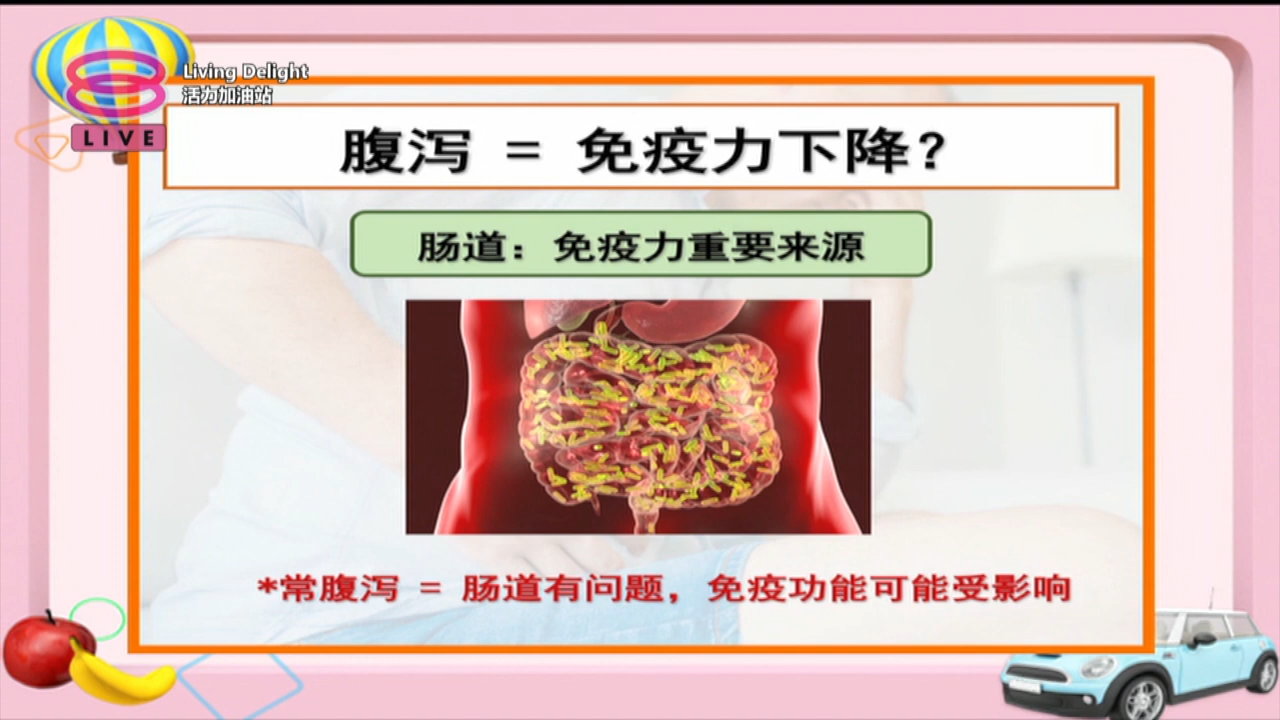 Living Delight
活力加油站
LIVE
腹泻 = 免疫力下降?
肠道：免疫力重要来源
*常腹泻 = 肠道有问题，免疫功能可能受影响